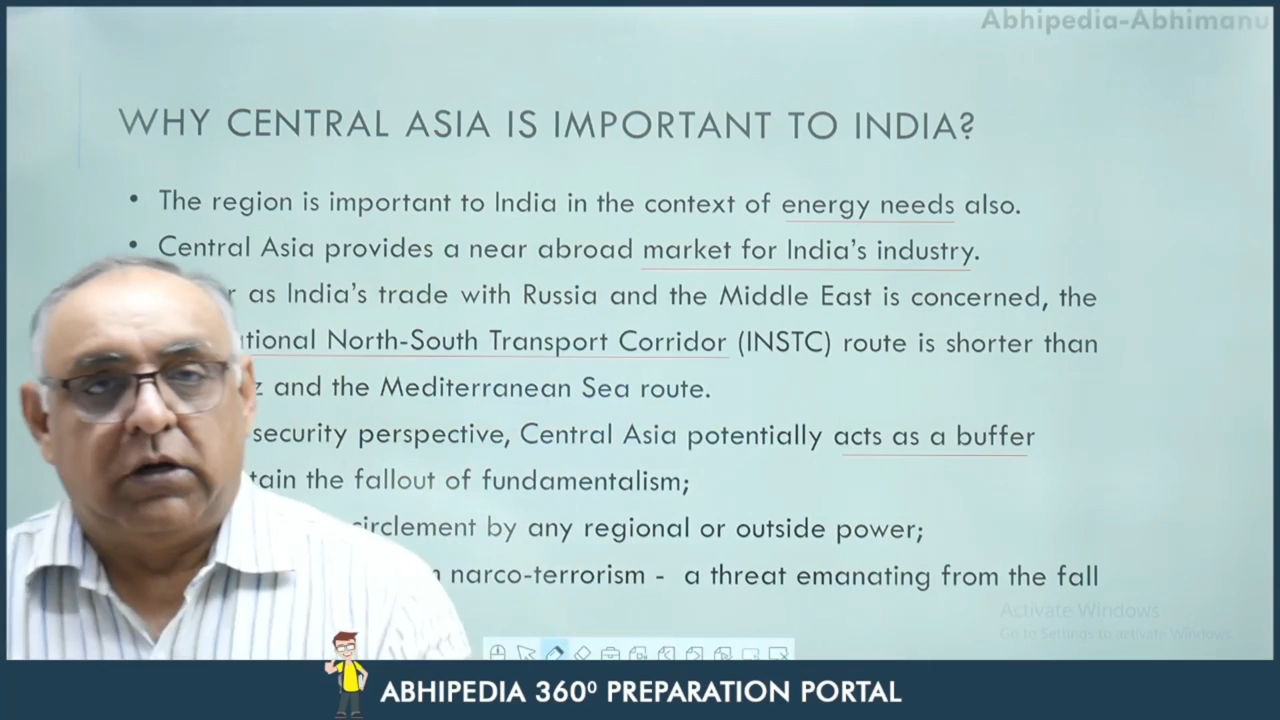 Abhipedia-Abhimanu
WHY CENTRAL ASIA IS IMPORTANT TO INDIA?
• The region is important to India in the context of energy needs also.
• Central Asia provides a near abroad market for India's industry.
r as India's trade with Russia and the Middle East is concerned, the
tional North-South Transport Corridor (INSTC) route is shorter than
z and the Mediterranean Sea route.
security perspective, Central Asia potentially acts as a buffer
tain the fallout of fundamentalism;
circlement by any regional or outside power;
narco-terrorism - a threat emanating from the fall
Activate Windows
Go to Settings to activate Windows.
ABHIPEDIA 360⁰ PREPARATION PORTAL